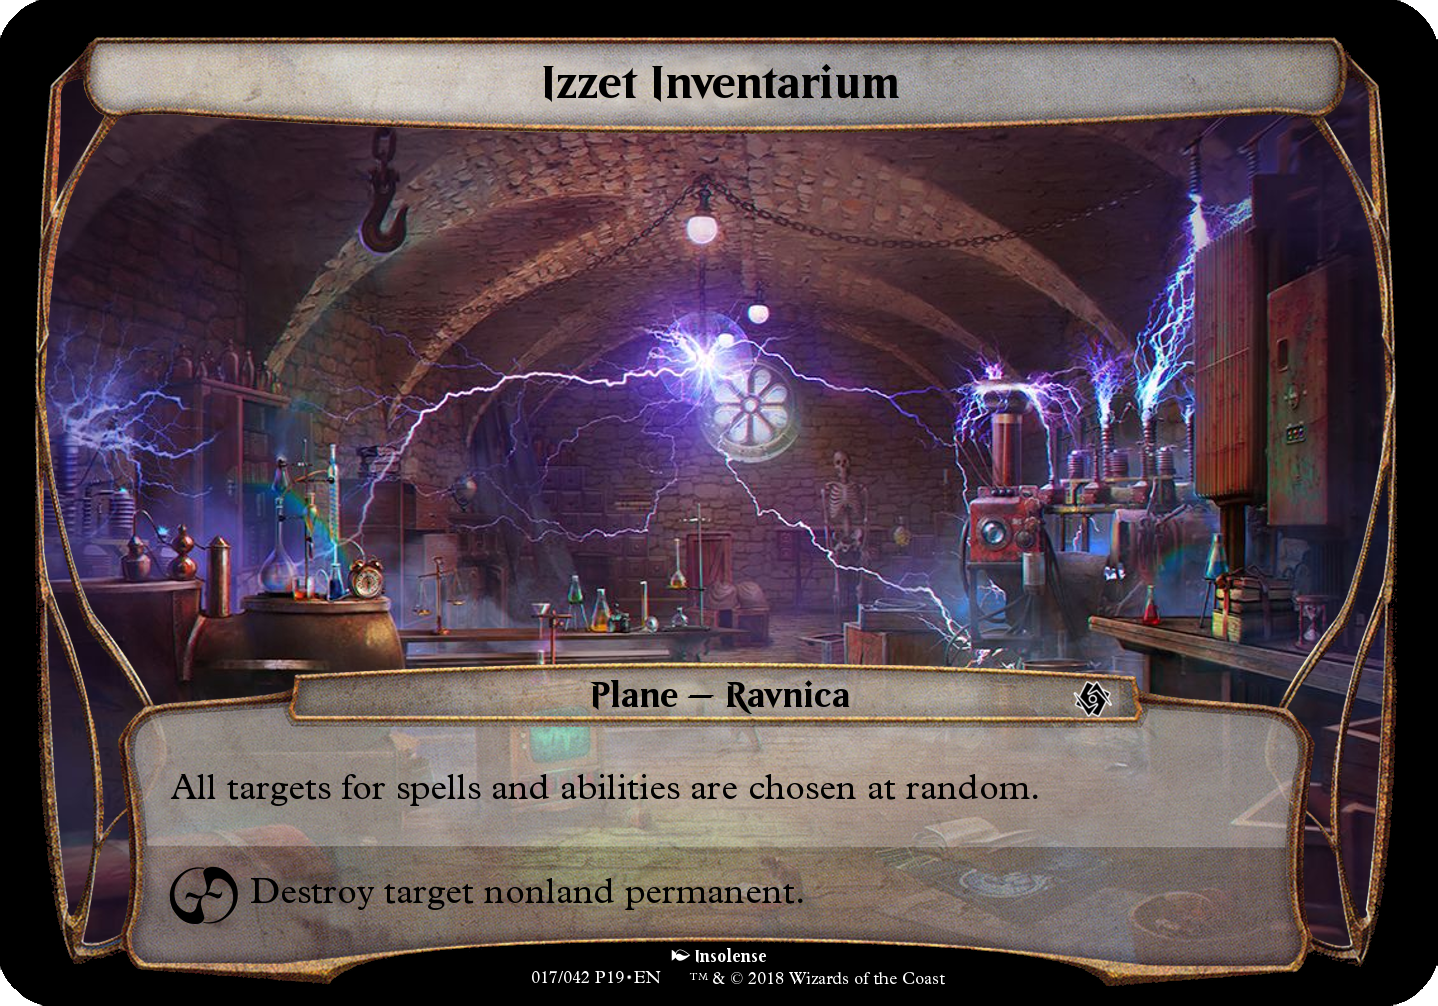 Izzet Inventarium
Plane — Ravnica
All targets for spells and abilities are chosen at random.
Destroy target nonland permanent.
Insolense
017/042 P19•EN ™ & © 2018 Wizards of the Coast